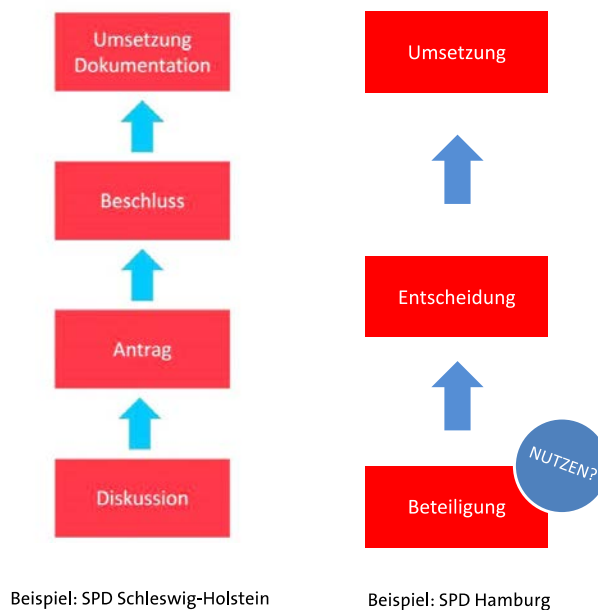 Umsetzung
Dokumentation
Beschluss
Antrag
Diskussion
Beispiel: SPD Schleswig-Holstein
Umsetzung
Entscheidung
NUTZEN?
Beteiligung
Beispiel: SPD Hamburg